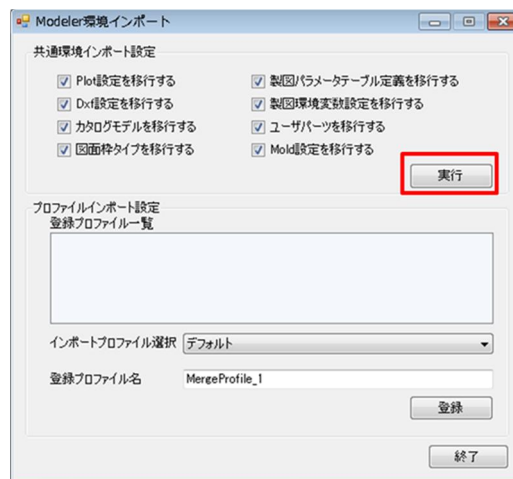 Modeler環境インポート
共通環境インポート設定
Plot設定を移行する
製図パラメータテーブル定義を移行する
Dxf設定を移行する
製図環境変数設定を移行する
カタログモデルを移行する
ユーザパーツを移行する
図面枠タイプを移行する
Mold設定を移行する
実行
プロファイルインポート設定
登録プロファイル一覧
インポートプロファイル選択 デフォルト
登録プロファイル名 MergeProfile_1
登録
終了